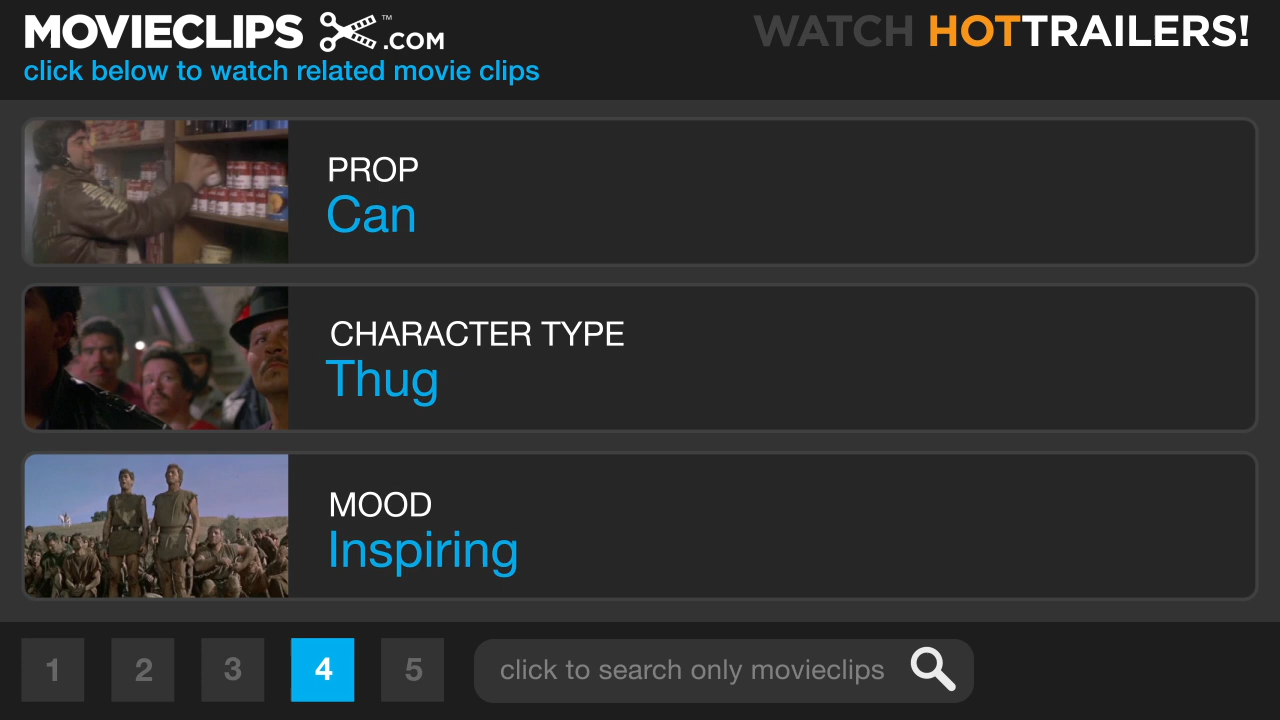 MOVIECLIPS ™ .COM
WATCH HOTTRAILERS!
click below to watch related movie clips
PROP
Can
CHARACTER TYPE
Thug
MOOD
Inspiring
1 2 3 4 5
click to search only movieclips